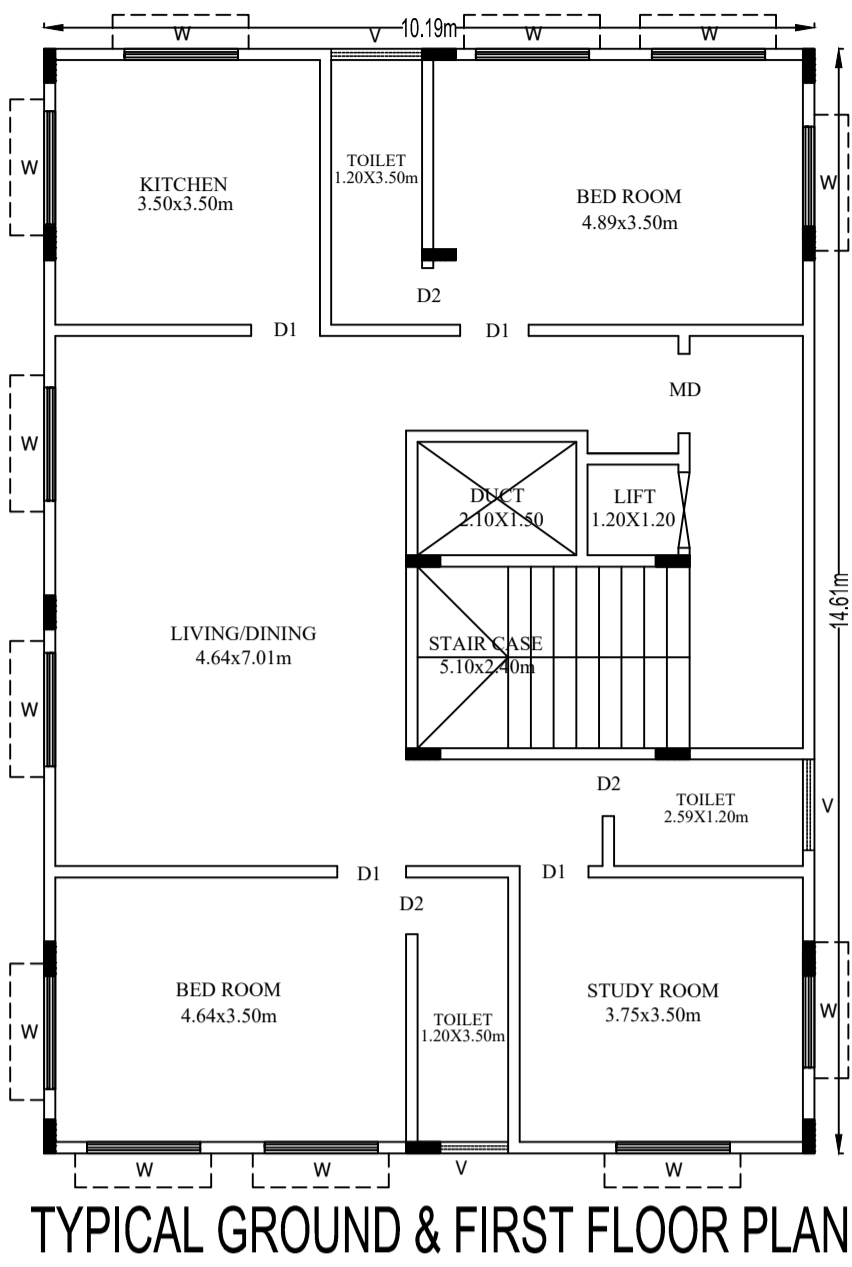 10.19m
W
V
W
W
W
TOILET
1.20X3.50m
KITCHEN
3.50x3.50m
BED ROOM
4.89x3.50m
W
D2
D1
D1
MD
W
DUCT
2.10X1.50
LIFT
1.20X1.20
14.61m
LIVING/DINING
4.64x7.01m
STAIR CASE
5.10x2.40m
W
D2
TOILET
2.59X1.20m
V
D1
D1
D2
BED ROOM
4.64x3.50m
STUDY ROOM
3.75x3.50m
W
W
TOILET
1.20X3.50m
W
W
V
W
TYPICAL GROUND & FIRST FLOOR PLAN